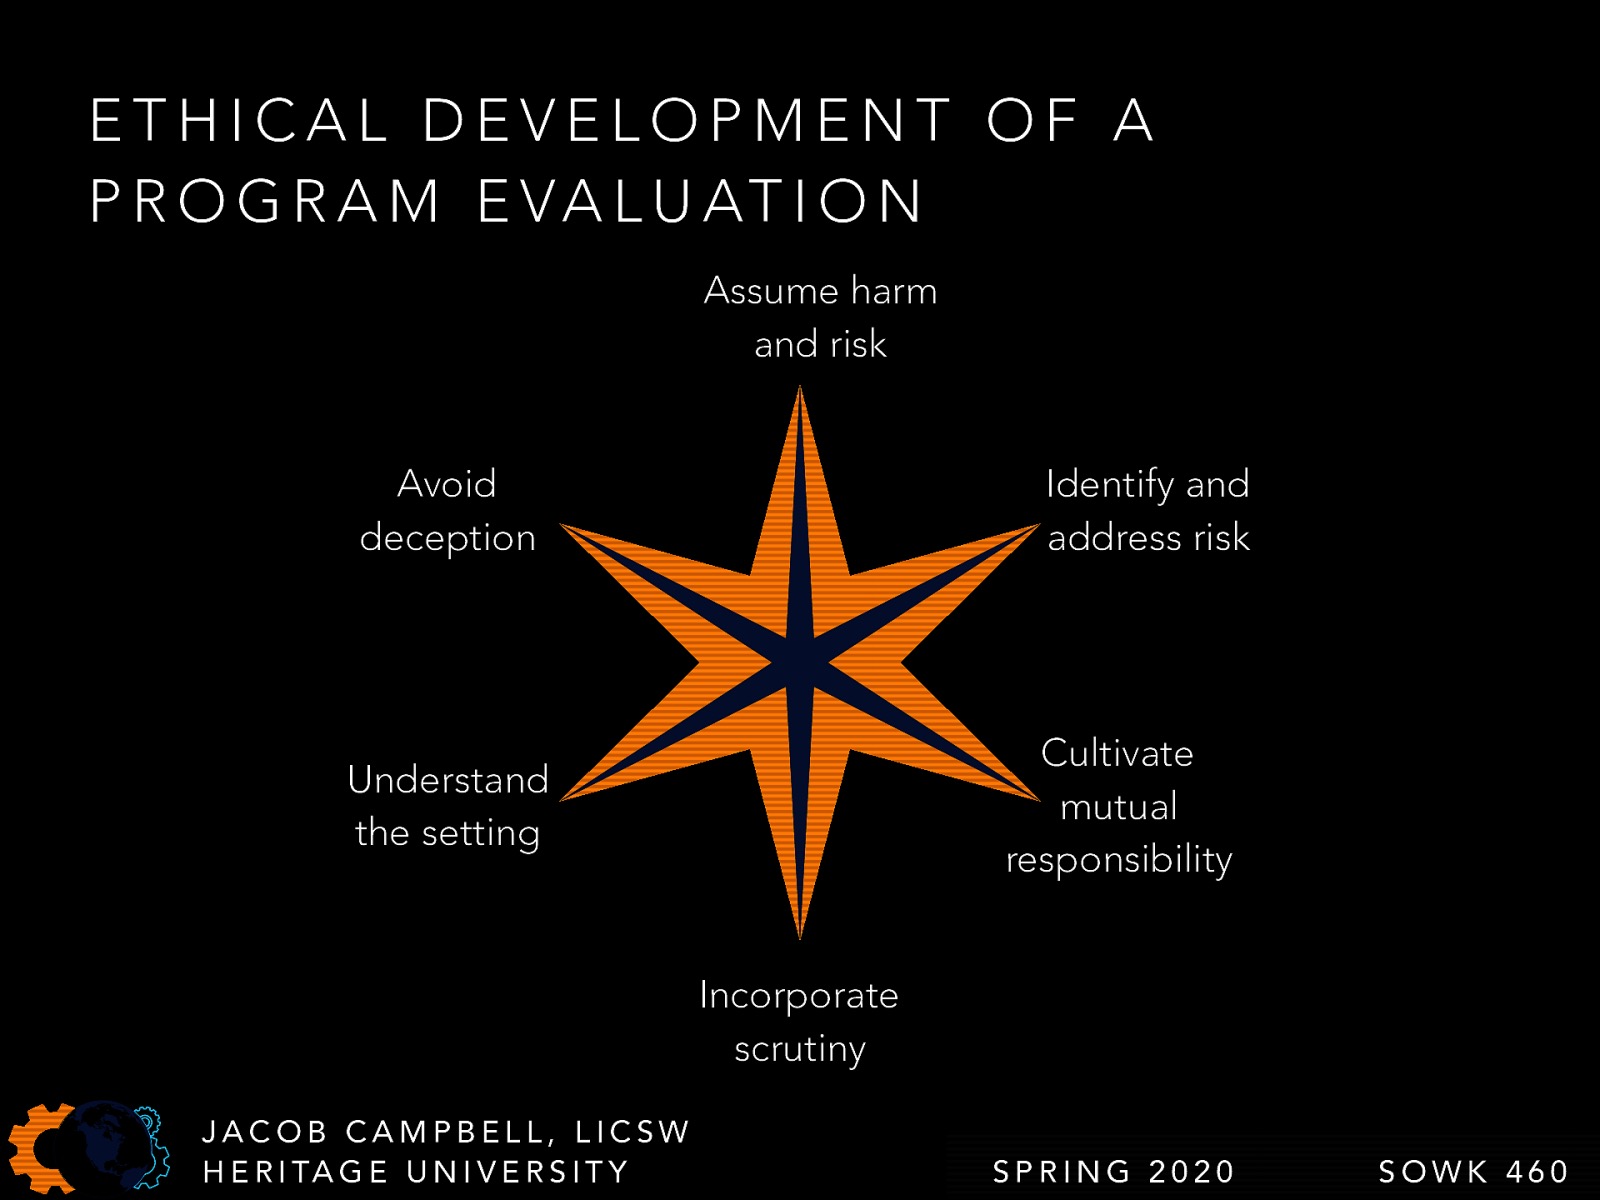 ETHICAL DEVELOPMENT OF A
PROGRAM EVALUATION
Assume harm
and risk
Identify and
address risk
Cultivate
mutual
responsibility
Incorporate
scrutiny
Understand
the setting
Avoid
deception
JACOB CAMPBELL, LICSW
HERITAGE UNIVERSITY
SPRING 2020
SOWK 460